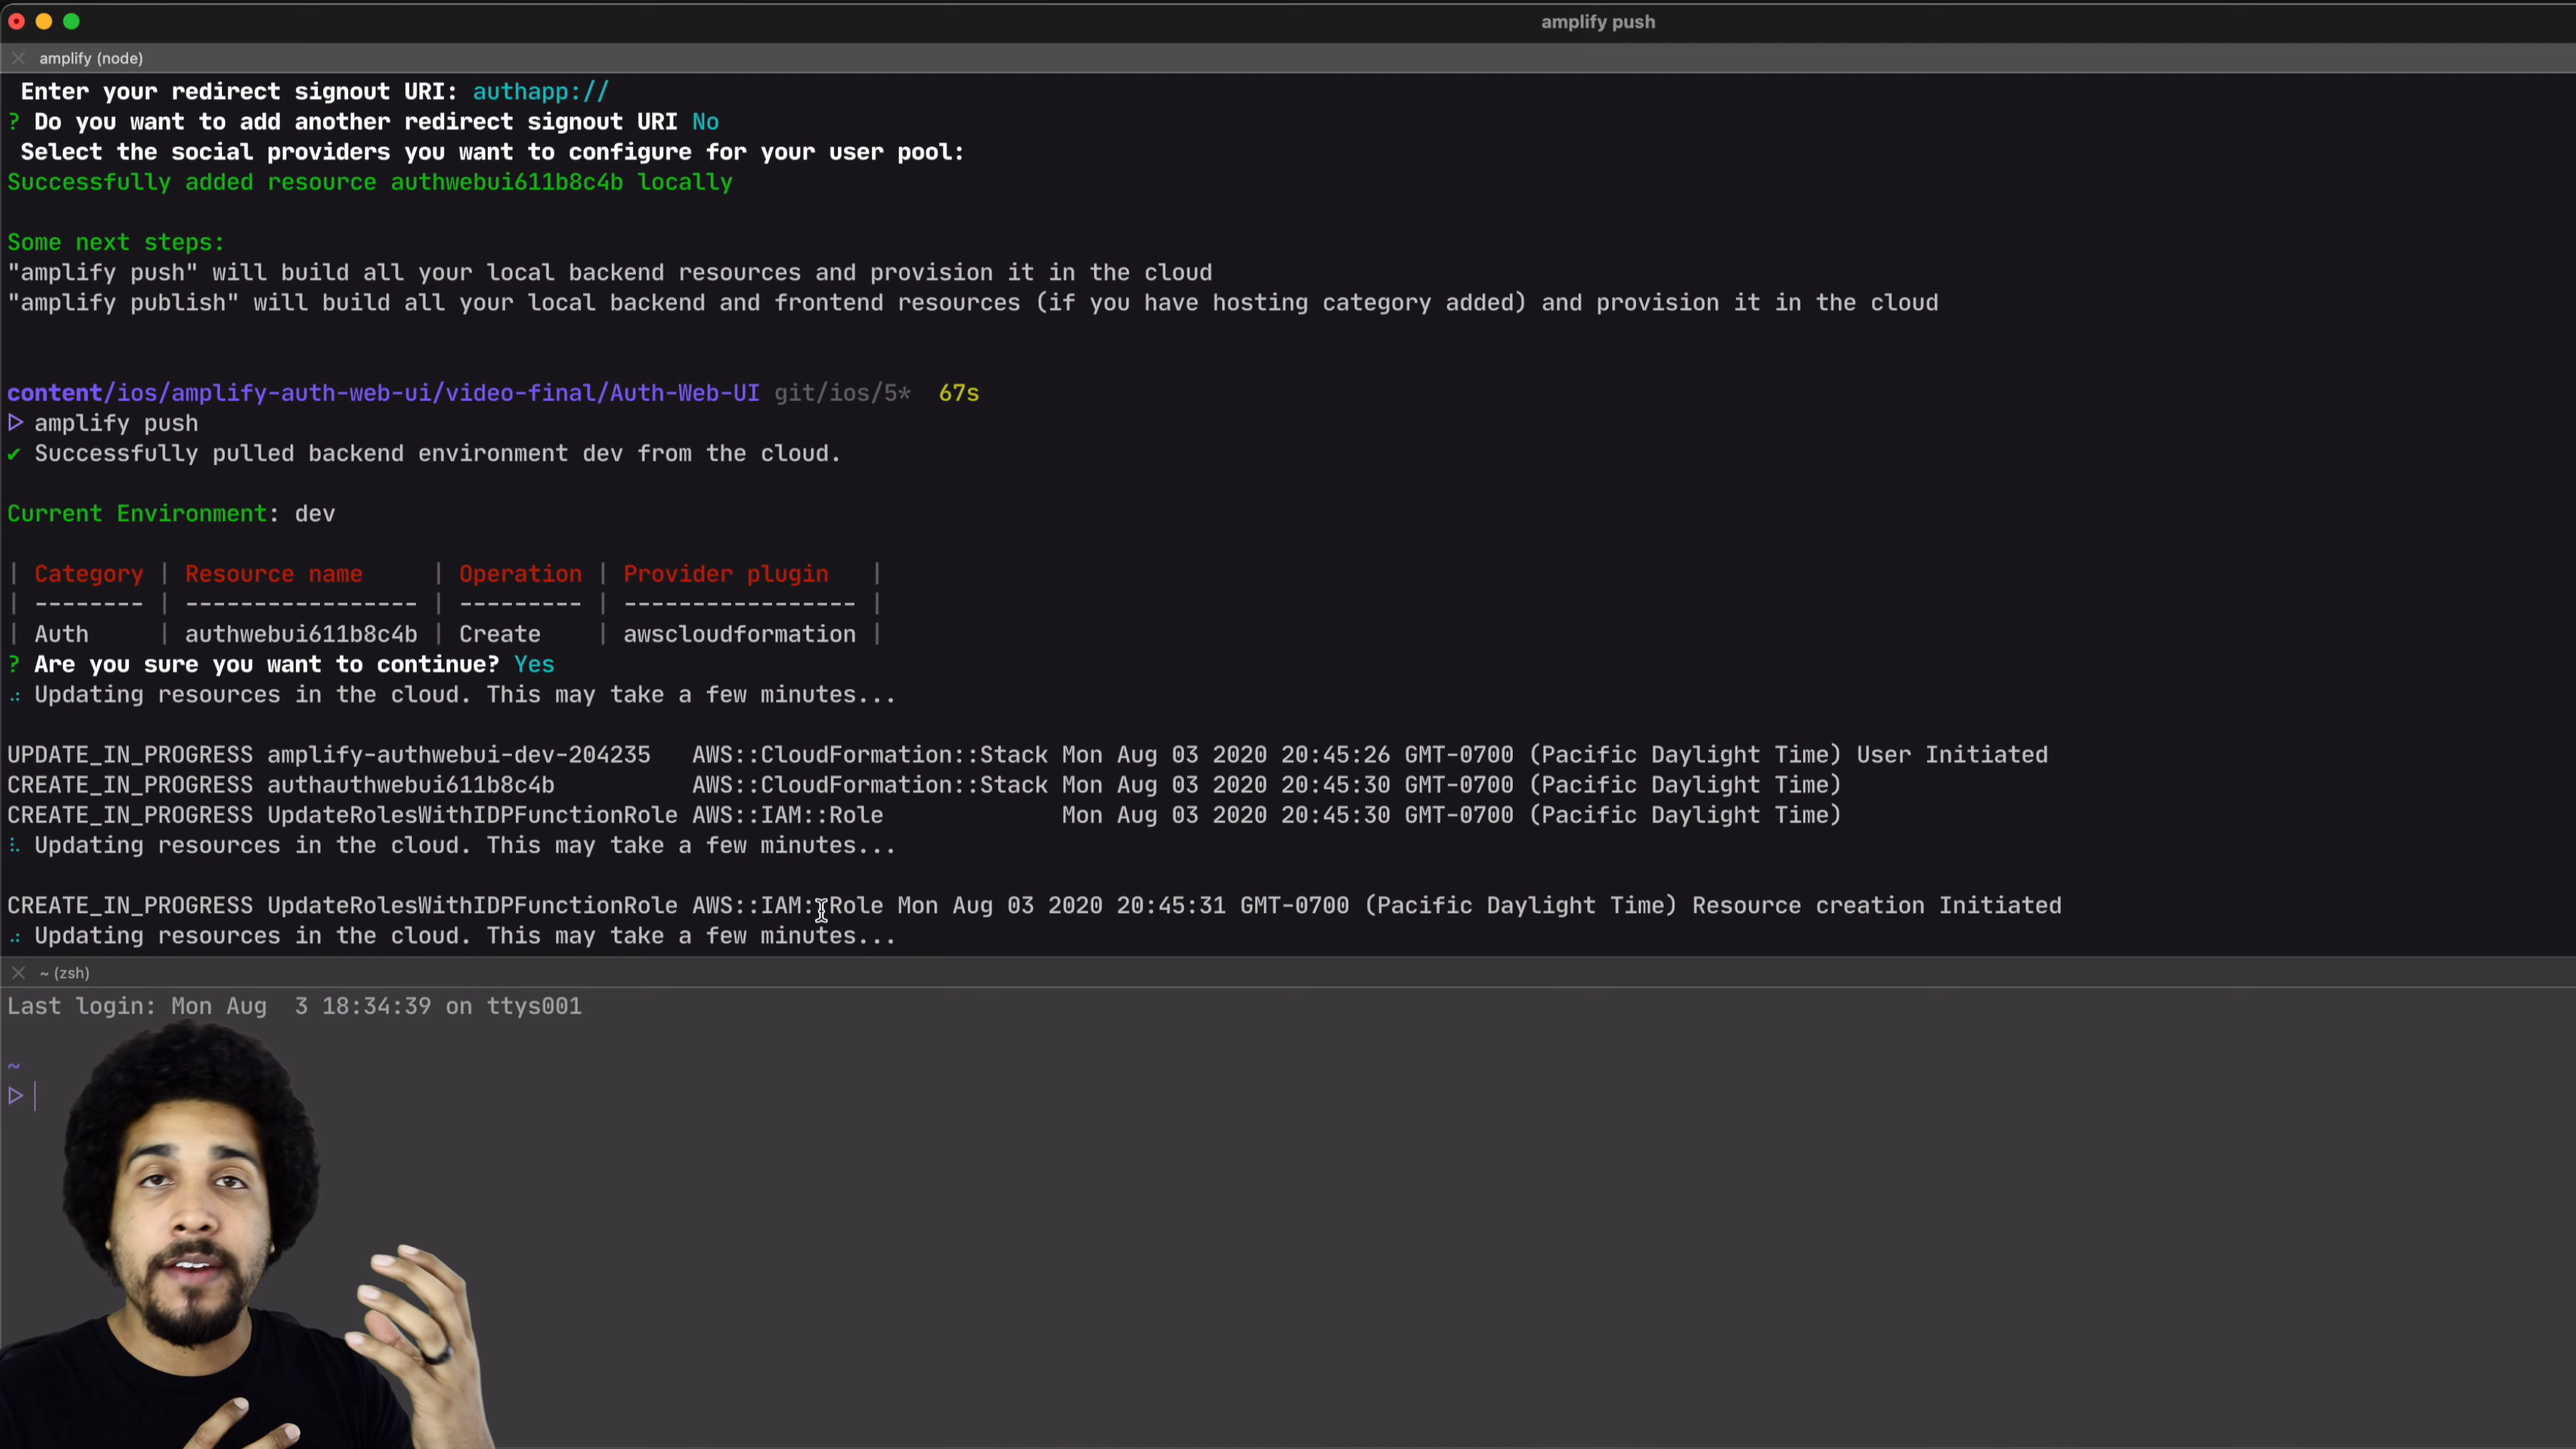 amplify push
amplify (node)
Enter your redirect signout URI: authapp://
? Do you want to add another redirect signout URI No
Select the social providers you want to configure for your user pool:
Successfully added resource authwebui611b8c4b locally
Some next steps:
"amplify push" will build all your local backend resources and provision it in the cloud
"amplify publish" will build all your local backend and frontend resources (if you have hosting category added) and provision it in the cloud
content/ios/amplify-auth-web-ui/video-final/Auth-Web-UI git/ios/5* 67s
▷ amplify push
✔ Successfully pulled backend environment dev from the cloud.
Current Environment: dev
| Category | Resource name | Operation | Provider plugin |
| -------- | ----------------- | --------- | ----------------- |
| Auth | authwebui611b8c4b | Create | awscloudformation |
? Are you sure you want to continue? Yes
Updating resources in the cloud. This may take a few minutes...
UPDATE_IN_PROGRESS amplify-authwebui-dev-204235 AWS::CloudFormation::Stack Mon Aug 03 2020 20:45:26 GMT-0700 (Pacific Daylight Time) User Initiated
CREATE_IN_PROGRESS authauthwebui611b8c4b AWS::CloudFormation::Stack Mon Aug 03 2020 20:45:30 GMT-0700 (Pacific Daylight Time)
CREATE_IN_PROGRESS UpdateRolesWithIDPFunctionRole AWS::IAM::Role Mon Aug 03 2020 20:45:30 GMT-0700 (Pacific Daylight Time)
Updating resources in the cloud. This may take a few minutes...
CREATE_IN_PROGRESS UpdateRolesWithIDPFunctionRole AWS::IAM::Role Mon Aug 03 2020 20:45:31 GMT-0700 (Pacific Daylight Time) Resource creation Initiated
Updating resources in the cloud. This may take a few minutes...
~ (zsh)
Last login: Mon Aug  3 18:34:39 on ttys001
~
▷